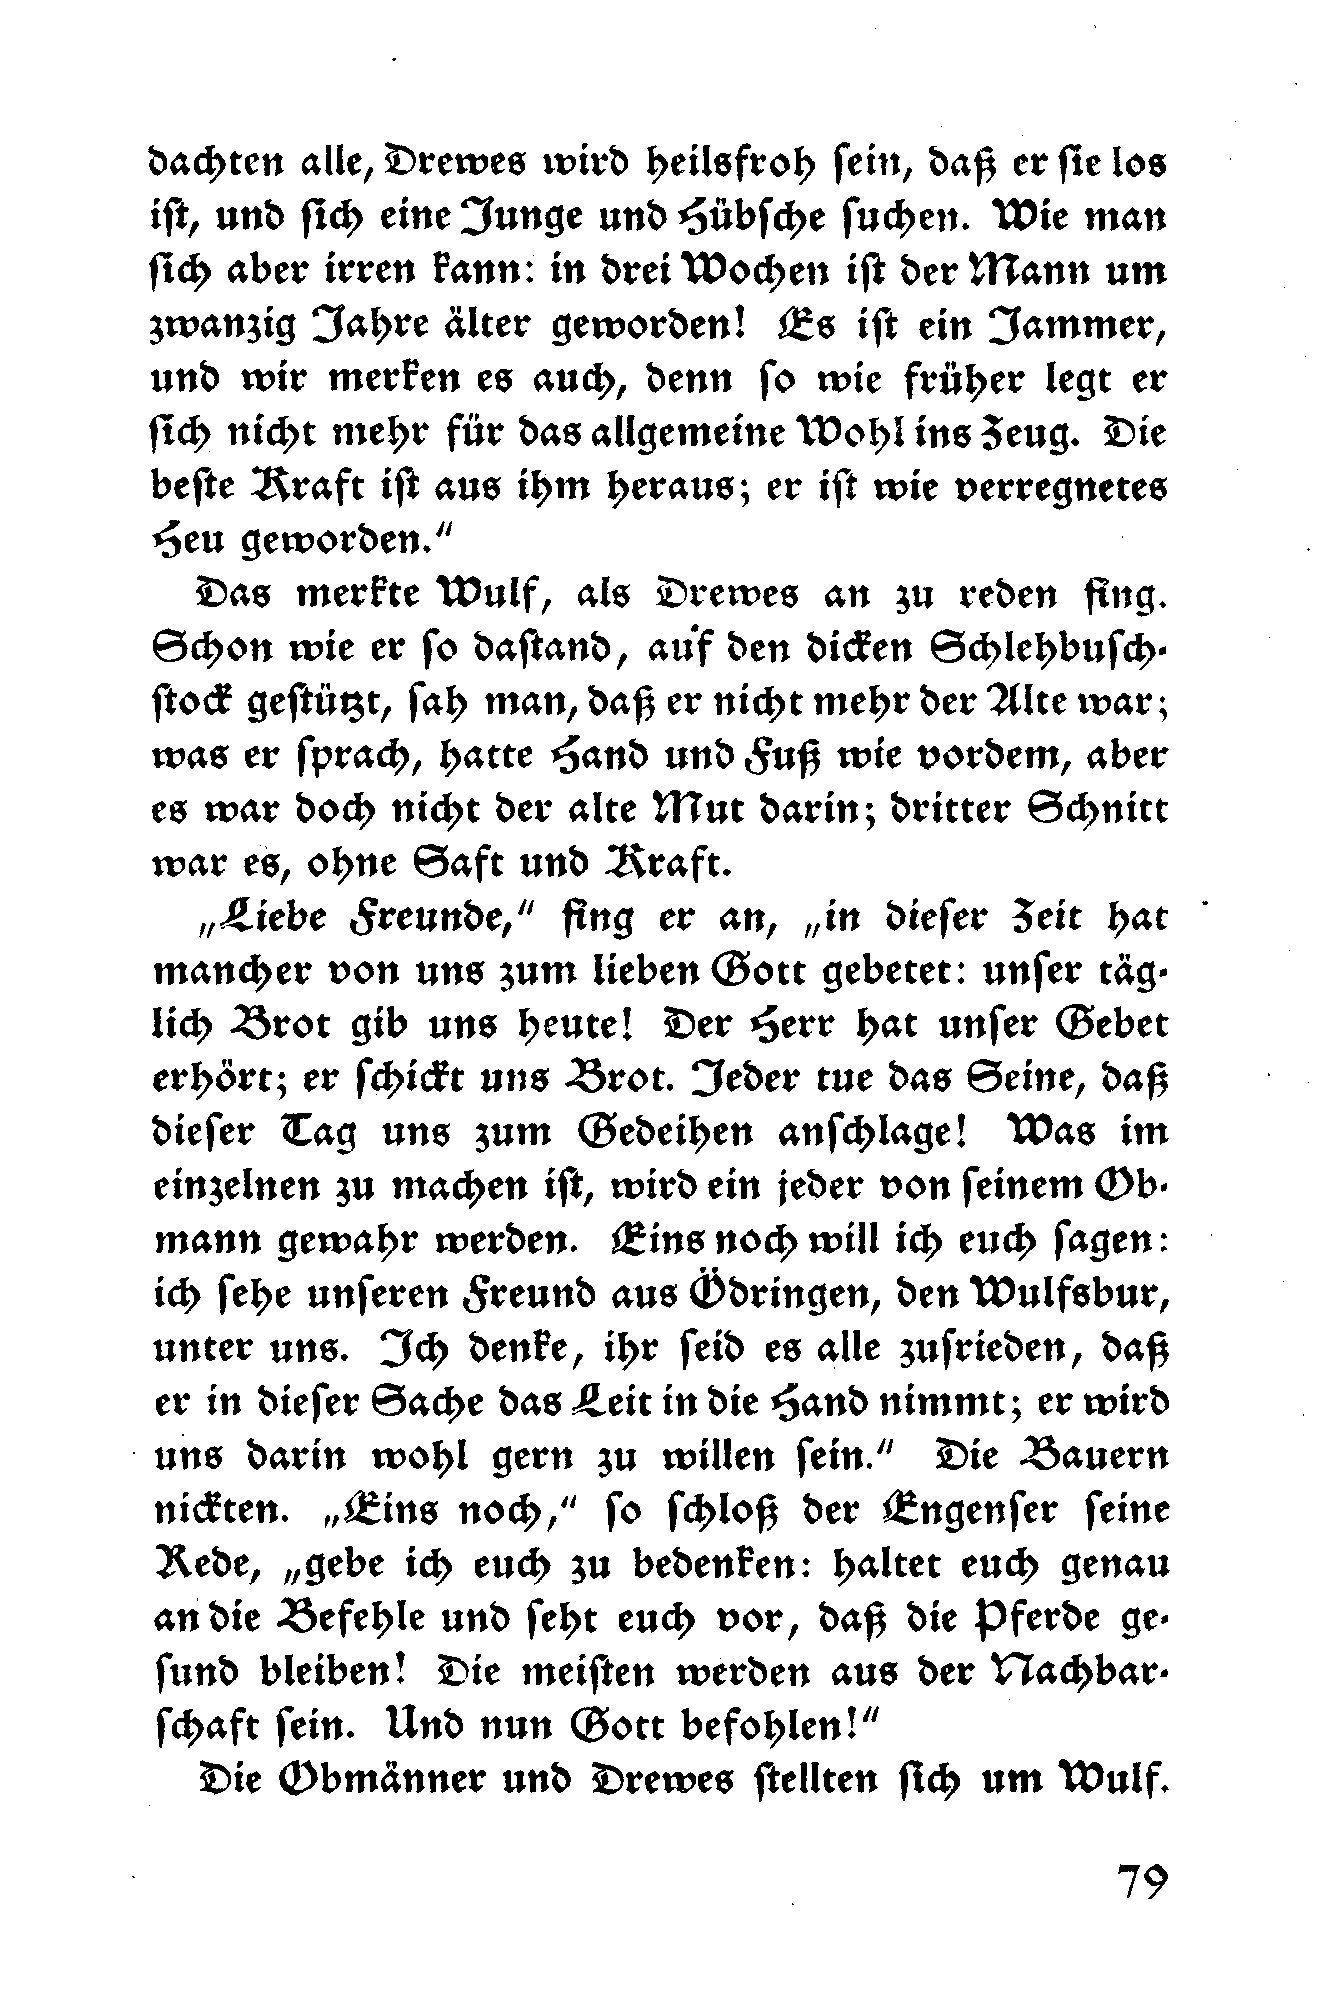 dachten alle, Drewes wird heilsfroh sein, daß er sie los
ist, und sich eine Junge und Hübsche suchen. Wie man
sich aber irren kann: in drei Wochen ist der Mann um
zwanzig Jahre älter geworden! Es ist ein Jammer,
und wir merken es auch, denn so wie früher legt er
sich nicht mehr für das allgemeine Wohl ins Zeug. Die
beste Kraft ist aus ihm heraus; er ist wie verregnetes
Heu geworden.“
Das merkte Wulf, als Drewes an zu reden fing.
Schon wie er so dastand, auf den dicken Schlehbusch-
stock gestützt, sah man, daß er nicht mehr der Alte war;
was er sprach, hatte Hand und Fuß wie vordem, aber
es war doch nicht der alte Mut darin; dritter Schnitt
war es, ohne Saft und Kraft.
„Liebe Freunde,“ fing er an, „in dieser Zeit hat
mancher von uns zum lieben Gott gebetet: unser täg-
lich Brot gib uns heute! Der Herr hat unser Gebet
erhört; er schickt uns Brot. Jeder tue das Seine, daß
dieser Tag uns zum Gedeihen anschlage! Was im
einzelnen zu machen ist, wird ein jeder von seinem Ob-
mann gewahr werden. Eins noch will ich euch sagen:
ich sehe unseren Freund aus Ödringen, den Wulfsbur,
unter uns. Ich denke, ihr seid es alle zufrieden, daß
er in dieser Sache das Leit in die Hand nimmt; er wird
uns darin wohl gern zu willen sein.“ Die Bauern
nickten. „Eins noch,“ so schloß der Engenser seine
Rede, „gebe ich euch zu bedenken: haltet euch genau
an die Befehle und seht euch vor, daß die Pferde ge-
sund bleiben! Die meisten werden aus der Nachbar-
schaft sein. Und nun Gott befohlen!“
Die Obmänner und Drewes stellten sich um Wulf.
79